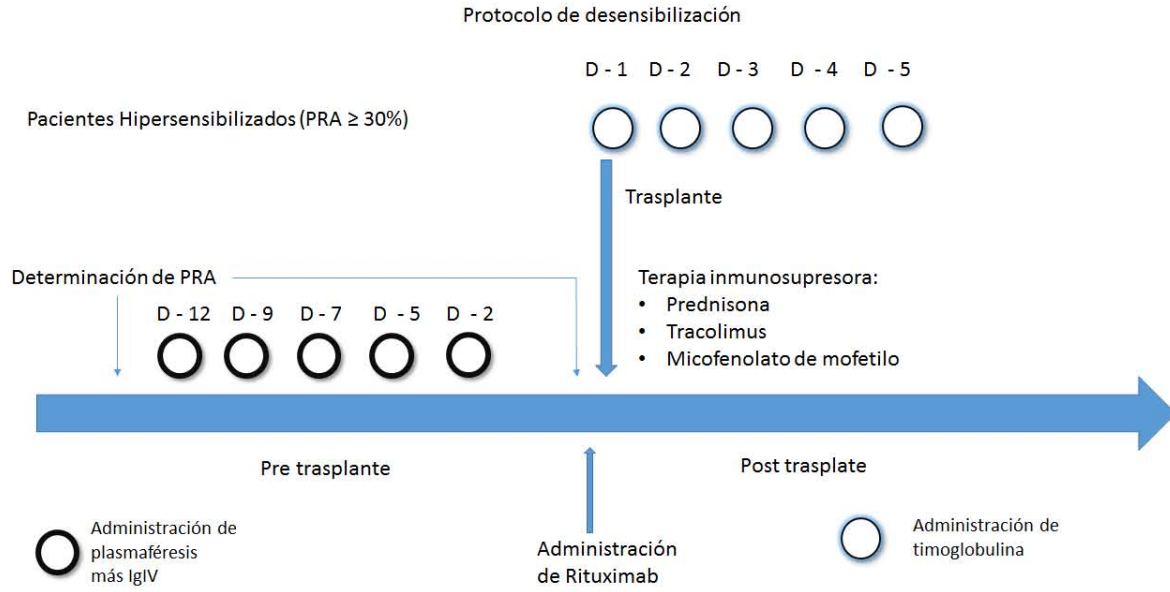 Protocolo de desensibilización
D - 1 D - 2 D - 3 D - 4 D - 5
Pacientes Hipersensibilizados (PRA ≥ 30%)
Trasplante
Determinación de PRA
Terapia inmunosupresora:
• Prednisona
• Tracolimus
• Micofenolato de mofetilo
D - 12 D - 9 D - 7 D - 5 D - 2
Pre trasplante
Post trasplate
Administración de
plasmaféresis
más IgIV
Administración
de Rituximab
Administración de
timoglobulina